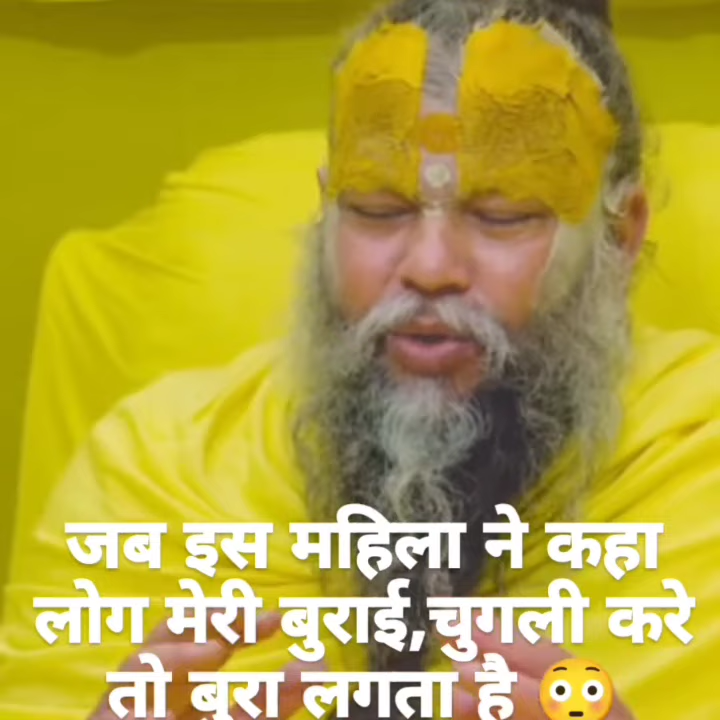 जब इस महिला ने कहा
लोग मेरी बुराई,चुगली करे
तो बुरा लगता है 😳